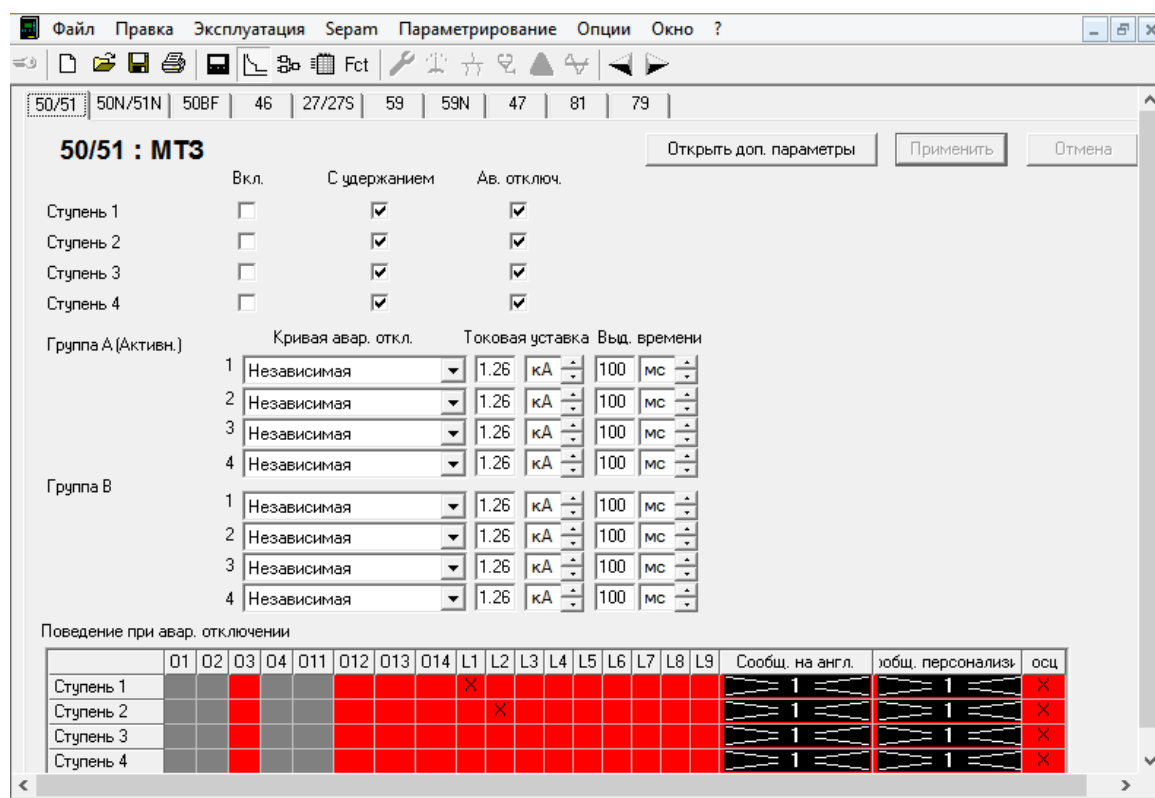 Файл Правка Эксплуатация Sepam Параметрирование Опции Окно ?
Fct
50/51 50N/51N 50BF 46 27/27S 59 59N 47 81 79
50/51 : МТЗ
Открыть доп. параметры Применить Отмена
Вкл. С удержанием Ав. отключ.
Ступень 1
Ступень 2
Ступень 3
Ступень 4
Группа А (Активн.) Кривая авар. откл. Токовая уставка Выд. времени
1 Независимая 1.26 кА 100 мс
2 Независимая 1.26 кА 100 мс
3 Независимая 1.26 кА 100 мс
4 Независимая 1.26 кА 100 мс
Группа В
1 Независимая 1.26 кА 100 мс
2 Независимая 1.26 кА 100 мс
3 Независимая 1.26 кА 100 мс
4 Независимая 1.26 кА 100 мс
Поведение при авар. отключении
O1 O2 O3 O4 O11 O12 O13 O14 L1 L2 L3 L4 L5 L6 L7 L8 L9 Сообщ. на англ. ообщ. персонализи осц
Ступень 1 X 1 1 X
Ступень 2 X 1 1 X
Ступень 3 1 1 X
Ступень 4 1 1 X